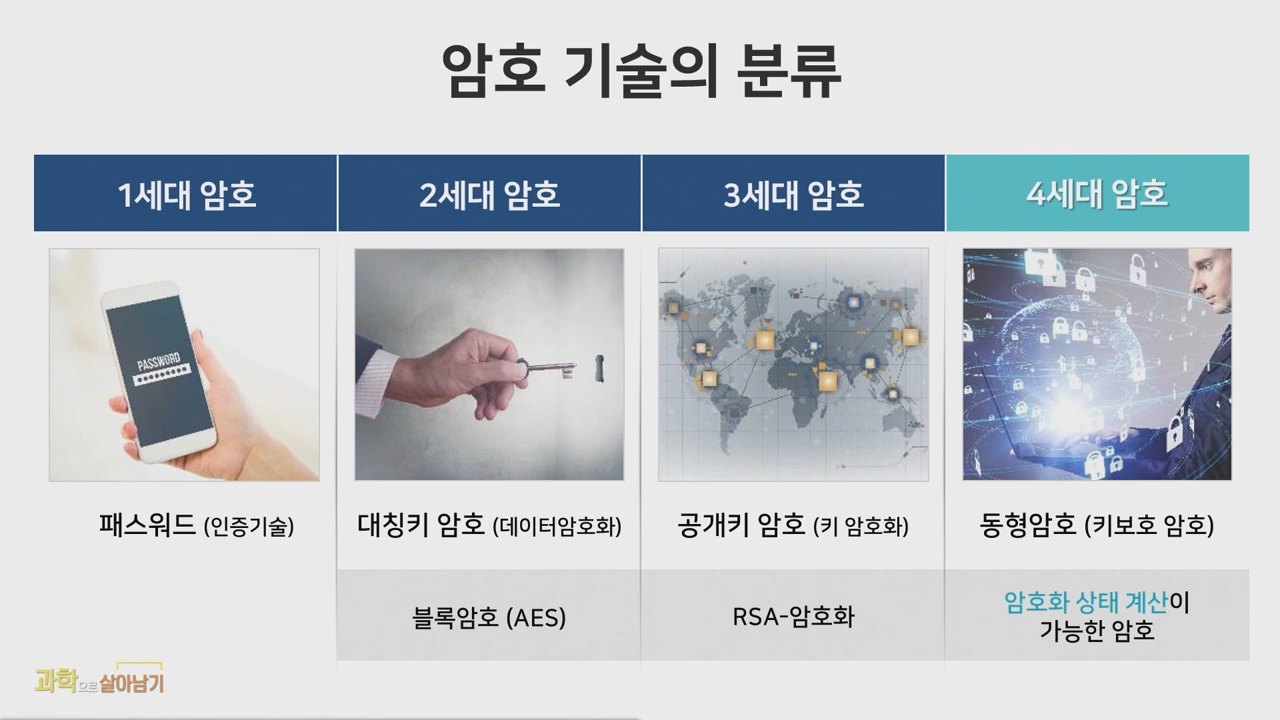 암호 기술의 분류
1세대 암호
2세대 암호
3세대 암호
4세대 암호
PASSWORD
패스워드 (인증기술)
대칭키 암호 (데이터암호화)
공개키 암호 (키 암호화)
동형암호 (키보호 암호)
블록암호 (AES)
RSA-암호화
암호화 상태 계산이
가능한 암호
과학으로 살아남기